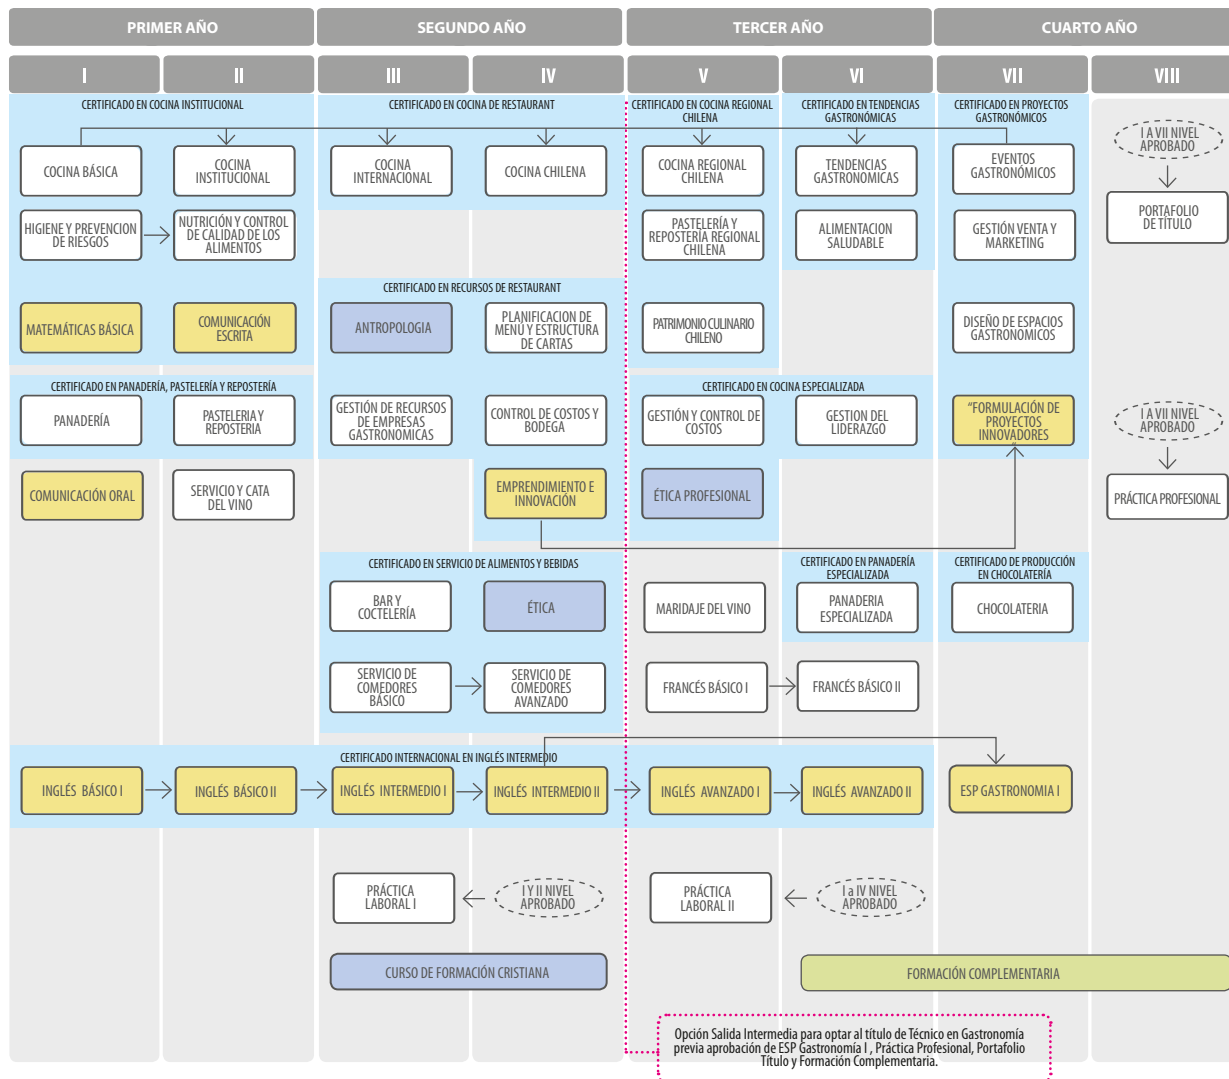 PRIMER AÑO
SEGUNDO AÑO
TERCER AÑO
CUARTO AÑO
I
II
III
IV
V
VI
VII
VIII
CERTIFICADO EN COCINA INSTITUCIONAL
CERTIFICADO EN COCINA DE RESTAURANT
CERTIFICADO EN COCINA REGIONAL
CHILENA
CERTIFICADO EN TENDENCIAS
GASTRONÓMICAS
CERTIFICADO EN PROYECTOS
GASTRONÓMICOS
COCINA BÁSICA
COCINA
INSTITUCIONAL
COCINA
INTERNACIONAL
COCINA CHILENA
COCINA REGIONAL
CHILENA
TENDENCIAS
GASTRONOMICAS
EVENTOS
GASTRONÓMICOS
I A VII NIVEL
APROBADO
HIGIENE Y PREVENCION
DE RIESGOS
NUTRICIÓN Y CONTROL
DE CALIDAD DE LOS
ALIMENTOS
PASTELERÍA Y
REPOSTERÍA REGIONAL
CHILENA
ALIMENTACION
SALUDABLE
GESTIÓN VENTA Y
MARKETING
PORTAFOLIO
DE TÍTULO
CERTIFICADO EN RECURSOS DE RESTAURANT
MATEMÁTICAS BÁSICA
COMUNICACIÓN
ESCRITA
ANTROPOLOGIA
PLANIFICACION DE
MENÚ Y ESTRUCTURA
DE CARTAS
PATRIMONIO CULINARIO
CHILENO
DISEÑO DE ESPACIOS
GASTRONOMICOS
CERTIFICADO EN PANADERÍA, PASTELERÍA Y REPOSTERÍA
CERTIFICADO EN COCINA ESPECIALIZADA
PANADERÍA
PASTELERIA Y
REPOSTERIA
GESTIÓN DE RECURSOS
DE EMPRESAS
GASTRONOMICAS
CONTROL DE COSTOS Y
BODEGA
GESTIÓN Y CONTROL DE
COSTOS
GESTION DEL
LIDERAZGO
"FORMULACIÓN DE
PROYECTOS
INNOVADORES
"
I A VII NIVEL
APROBADO
COMUNICACIÓN ORAL
SERVICIO Y CATA
DEL VINO
EMPRENDIMIENTO E
INNOVACIÓN
ÉTICA PROFESIONAL
PRÁCTICA PROFESIONAL
CERTIFICADO EN SERVICIO DE ALIMENTOS Y BEBIDAS
CERTIFICADO EN PANADERÍA
ESPECIALIZADA
CERTIFICADO DE PRODUCCIÓN
EN CHOCOLATERÍA
BAR Y
COCTELERÍA
ÉTICA
MARIDAJE DEL VINO
PANADERIA
ESPECIALIZADA
CHOCOLATERIA
SERVICIO DE
COMEDORES
BÁSICO
SERVICIO DE
COMEDORES
AVANZADO
FRANCÉS BÁSICO I
FRANCÉS BÁSICO II
CERTIFICADO INTERNACIONAL EN INGLÉS INTERMEDIO
INGLÉS BÁSICO I
INGLÉS BÁSICO II
INGLÉS INTERMEDIO I
INGLÉS INTERMEDIO II
INGLÉS AVANZADO I
INGLÉS AVANZADO II
ESP GASTRONOMIA I
PRÁCTICA
LABORAL I
I Y II NIVEL
APROBADO
PRÁCTICA
LABORAL II
I a IV NIVEL
APROBADO
CURSO DE FORMACIÓN CRISTIANA
FORMACIÓN COMPLEMENTARIA
Opción Salida Intermedia para optar al título de Técnico en Gastronomía
previa aprobación de ESP Gastronomía I , Práctica Profesional, Portafolio
Título y Formación Complementaria.